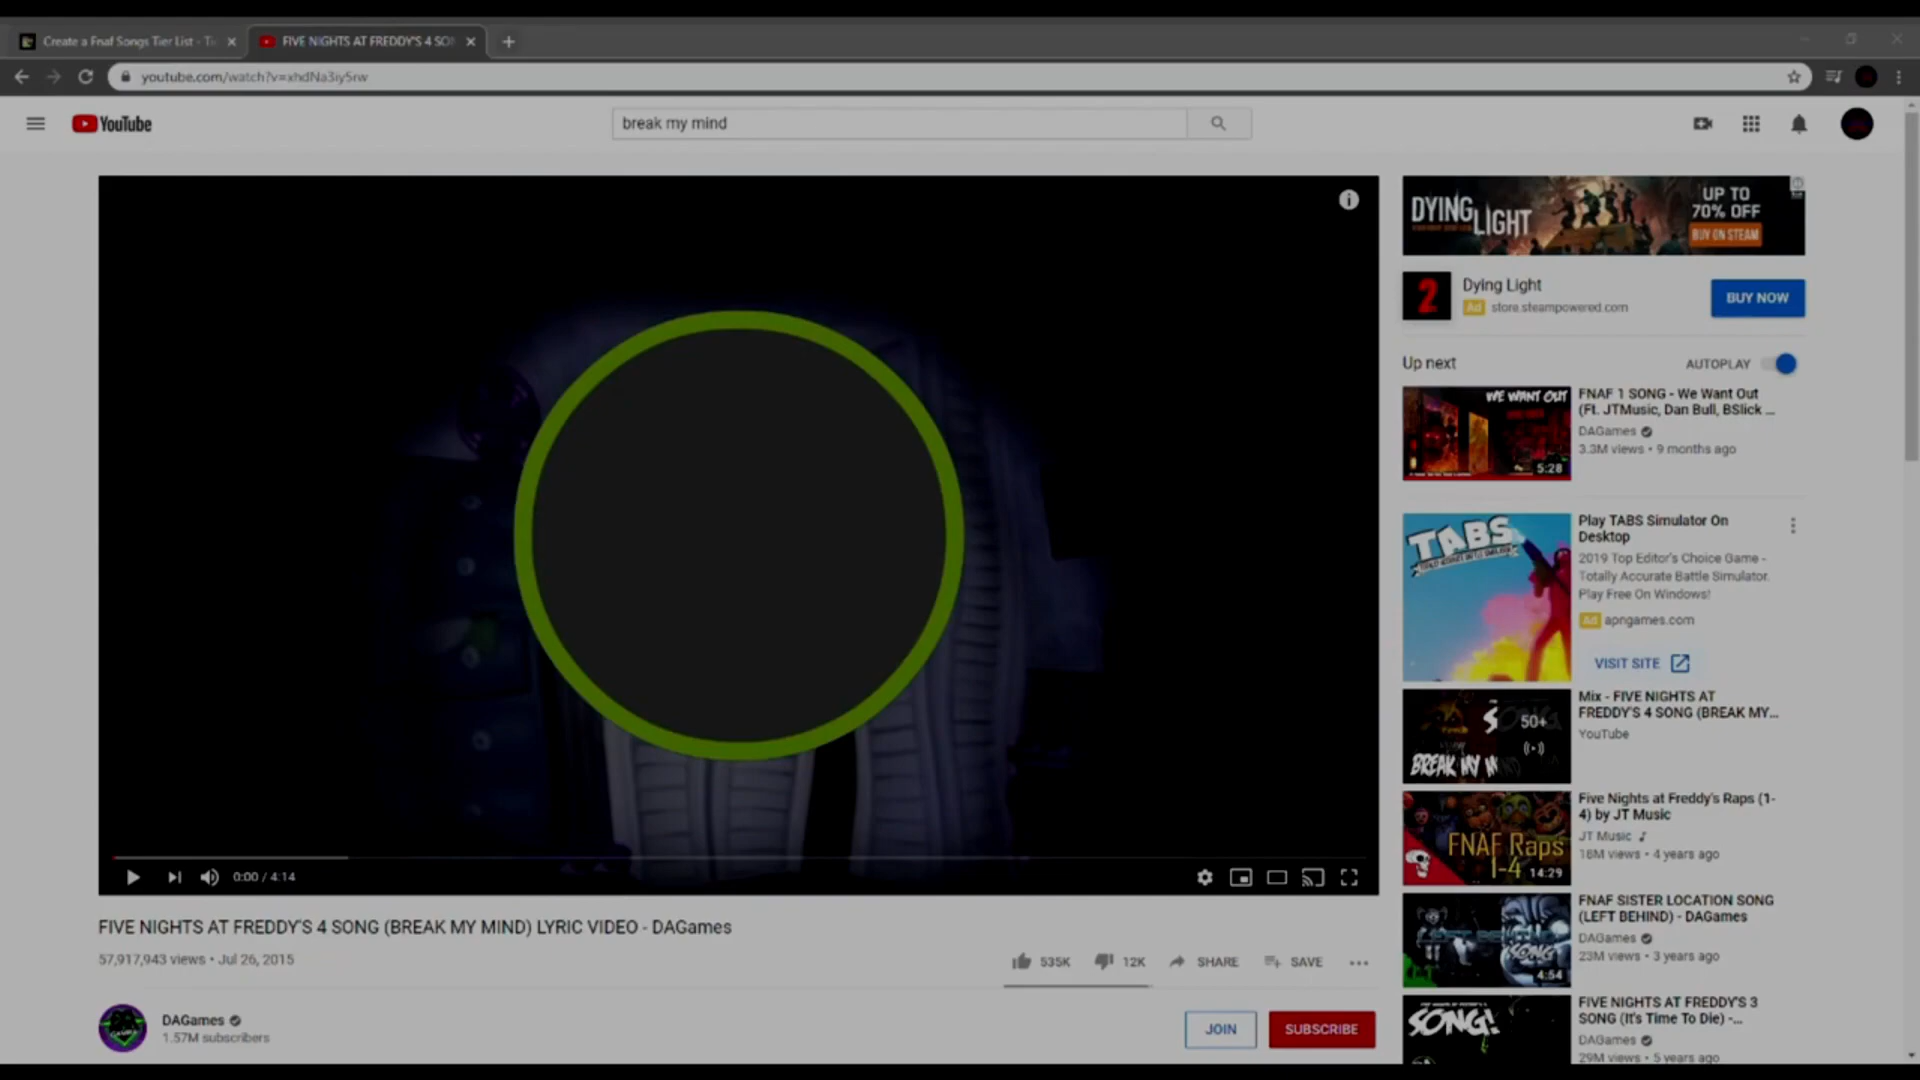 Create a Fnaf Songs Tier List - Ti
FIVE NIGHTS AT FREDDY'S 4 SON
youtube.com/watch?v=xhdNa3iy5rw
YouTube
break my mind
DYING LIGHT
UP TO
70% OFF
BUY ON STEAM
2
Dying Light
Ad store.steampowered.com
BUY NOW
Up next
AUTOPLAY
WE WANT OUT
5:28
FNAF 1 SONG - We Want Out
(Ft. JTMusic, Dan Bull, BSlick ...
DAGames
3.3M views • 9 months ago
TABS
Play TABS Simulator On
Desktop
2019 Top Editor's Choice Game -
Totally Accurate Battle Simulator.
Play Free On Windows!
Ad apngames.com
VISIT SITE
50+
BREAK MY M
Mix - FIVE NIGHTS AT
FREDDY'S 4 SONG (BREAK MY...
YouTube
FNAF Raps
1-4
14:29
Five Nights at Freddy's Raps (1-
4) by JT Music
JT Music
16M views • 4 years ago
LEFT BEHIND
SONG
4:54
FNAF SISTER LOCATION SONG
(LEFT BEHIND) - DAGames
DAGames
23M views • 3 years ago
SONG!
FIVE NIGHTS AT FREDDY'S 3
SONG (It's Time To Die) -...
DAGames
29M views • 5 years ago
0:00 / 4:14
FIVE NIGHTS AT FREDDY'S 4 SONG (BREAK MY MIND) LYRIC VIDEO - DAGames
57,917,943 views • Jul 26, 2015
535K
12K
SHARE
SAVE
DAGames
1.57M subscribers
JOIN
SUBSCRIBE